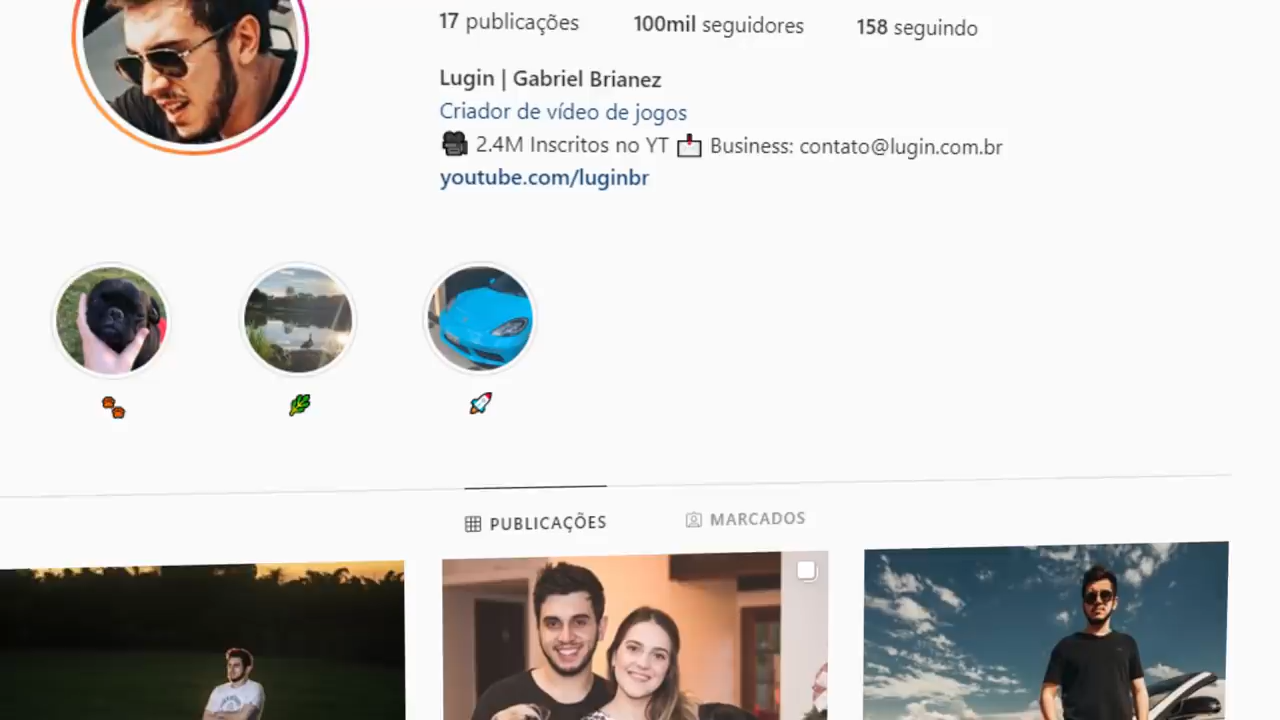 17 publicações 100mil seguidores 158 seguindo
Lugin | Gabriel Brianez
Criador de vídeo de jogos
🎥 2.4M Inscritos no YT 📩 Business: contato@lugin.com.br
youtube.com/luginbr
PUBLICAÇÕES MARCADOS